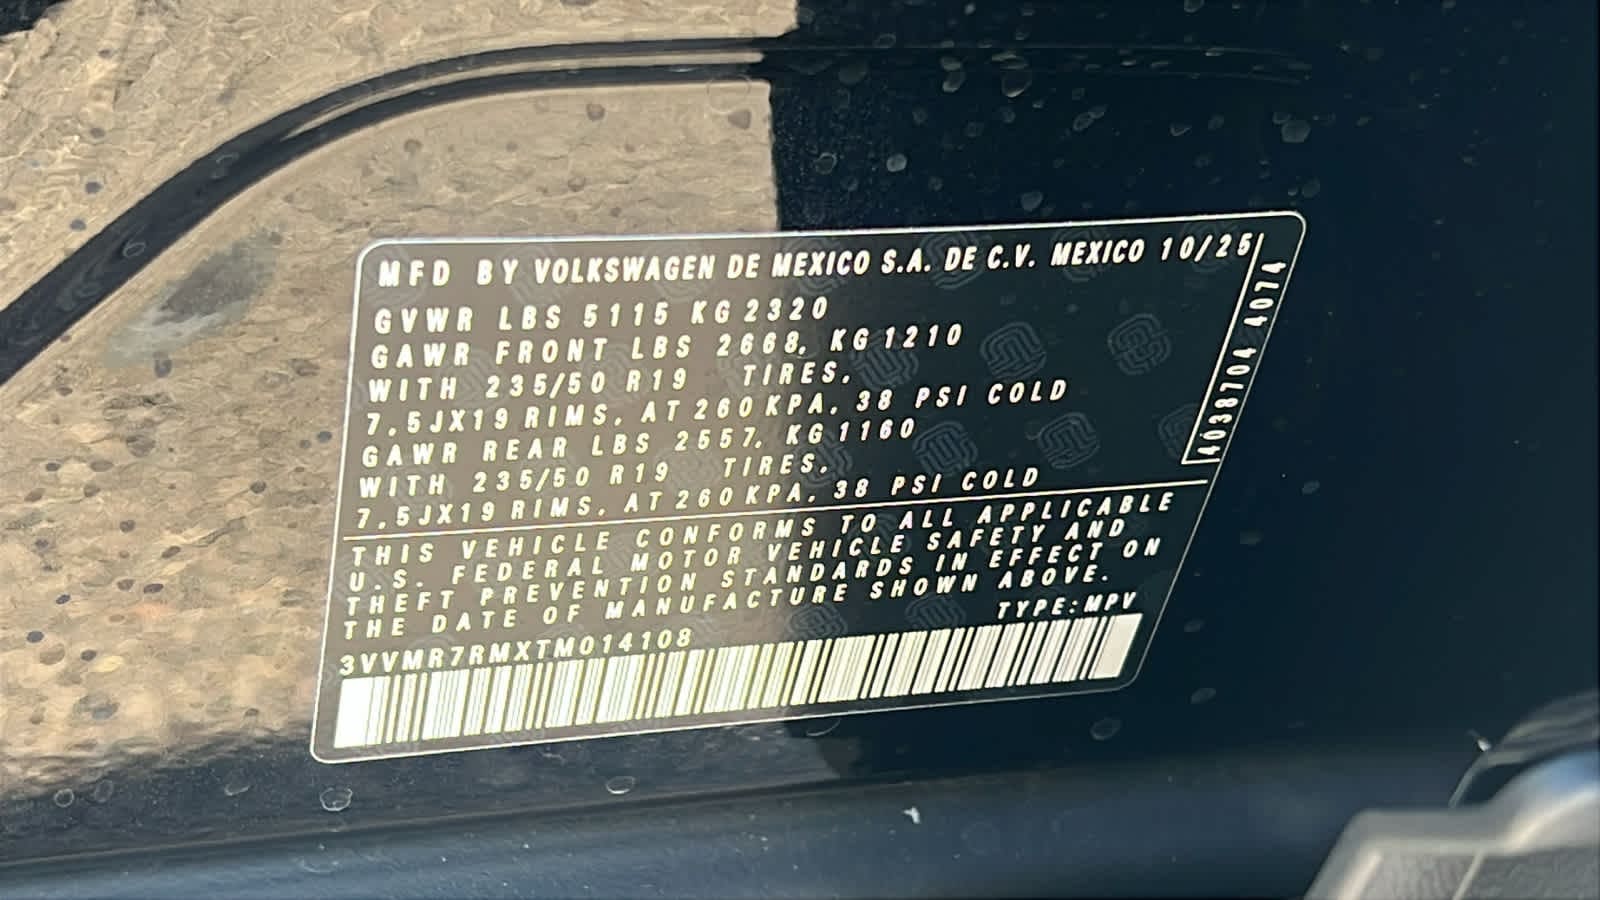 MFD BY VOLKSWAGEN DE MEXICO S.A. DE C.V. MEXICO 10/25
GVWR LBS 5115 KG 2320
GAWR FRONT LBS 2668, KG 1210
WITH 235/50 R19 TIRES,
7,5JX19 RIMS, AT 260 KPA, 38 PSI COLD
GAWR REAR LBS 2557, KG 1160
WITH 235/50 R19 TIRES,
7,5JX19 RIMS, AT 260 KPA, 38 PSI COLD
4038704 4074
THIS VEHICLE CONFORMS TO ALL APPLICABLE
U.S. FEDERAL MOTOR VEHICLE SAFETY AND
THEFT PREVENTION STANDARDS IN EFFECT ON
THE DATE OF MANUFACTURE SHOWN ABOVE.
TYPE:MPV
3VVMR7RMXTM014108